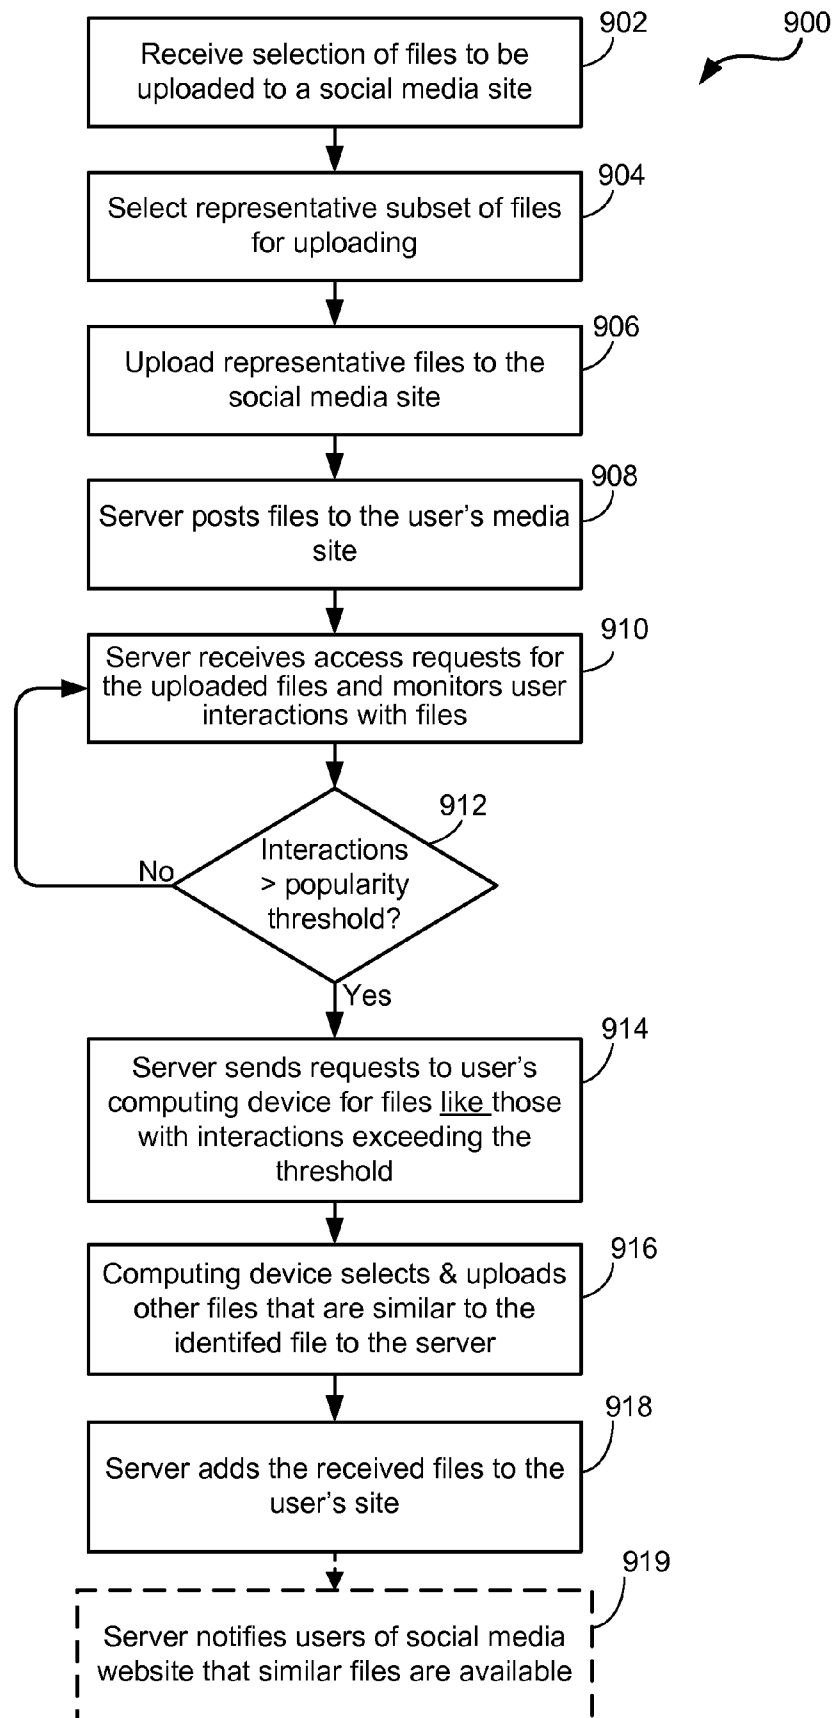 902
900
Receive selection of files to be
uploaded to a social media site
904
Select representative subset of files
for uploading
906
Upload representative files to the
social media site
908
Server posts files to the user's media
site
910
Server receives access requests for
the uploaded files and monitors user
interactions with files
912
Interactions
> popularity
threshold?
No
Yes
914
Server sends requests to user's
computing device for files like those
with interactions exceeding the
threshold
916
Computing device selects & uploads
other files that are similar to the
identifed file to the server
918
Server adds the received files to the
user's site
919
Server notifies users of social media
website that similar files are available